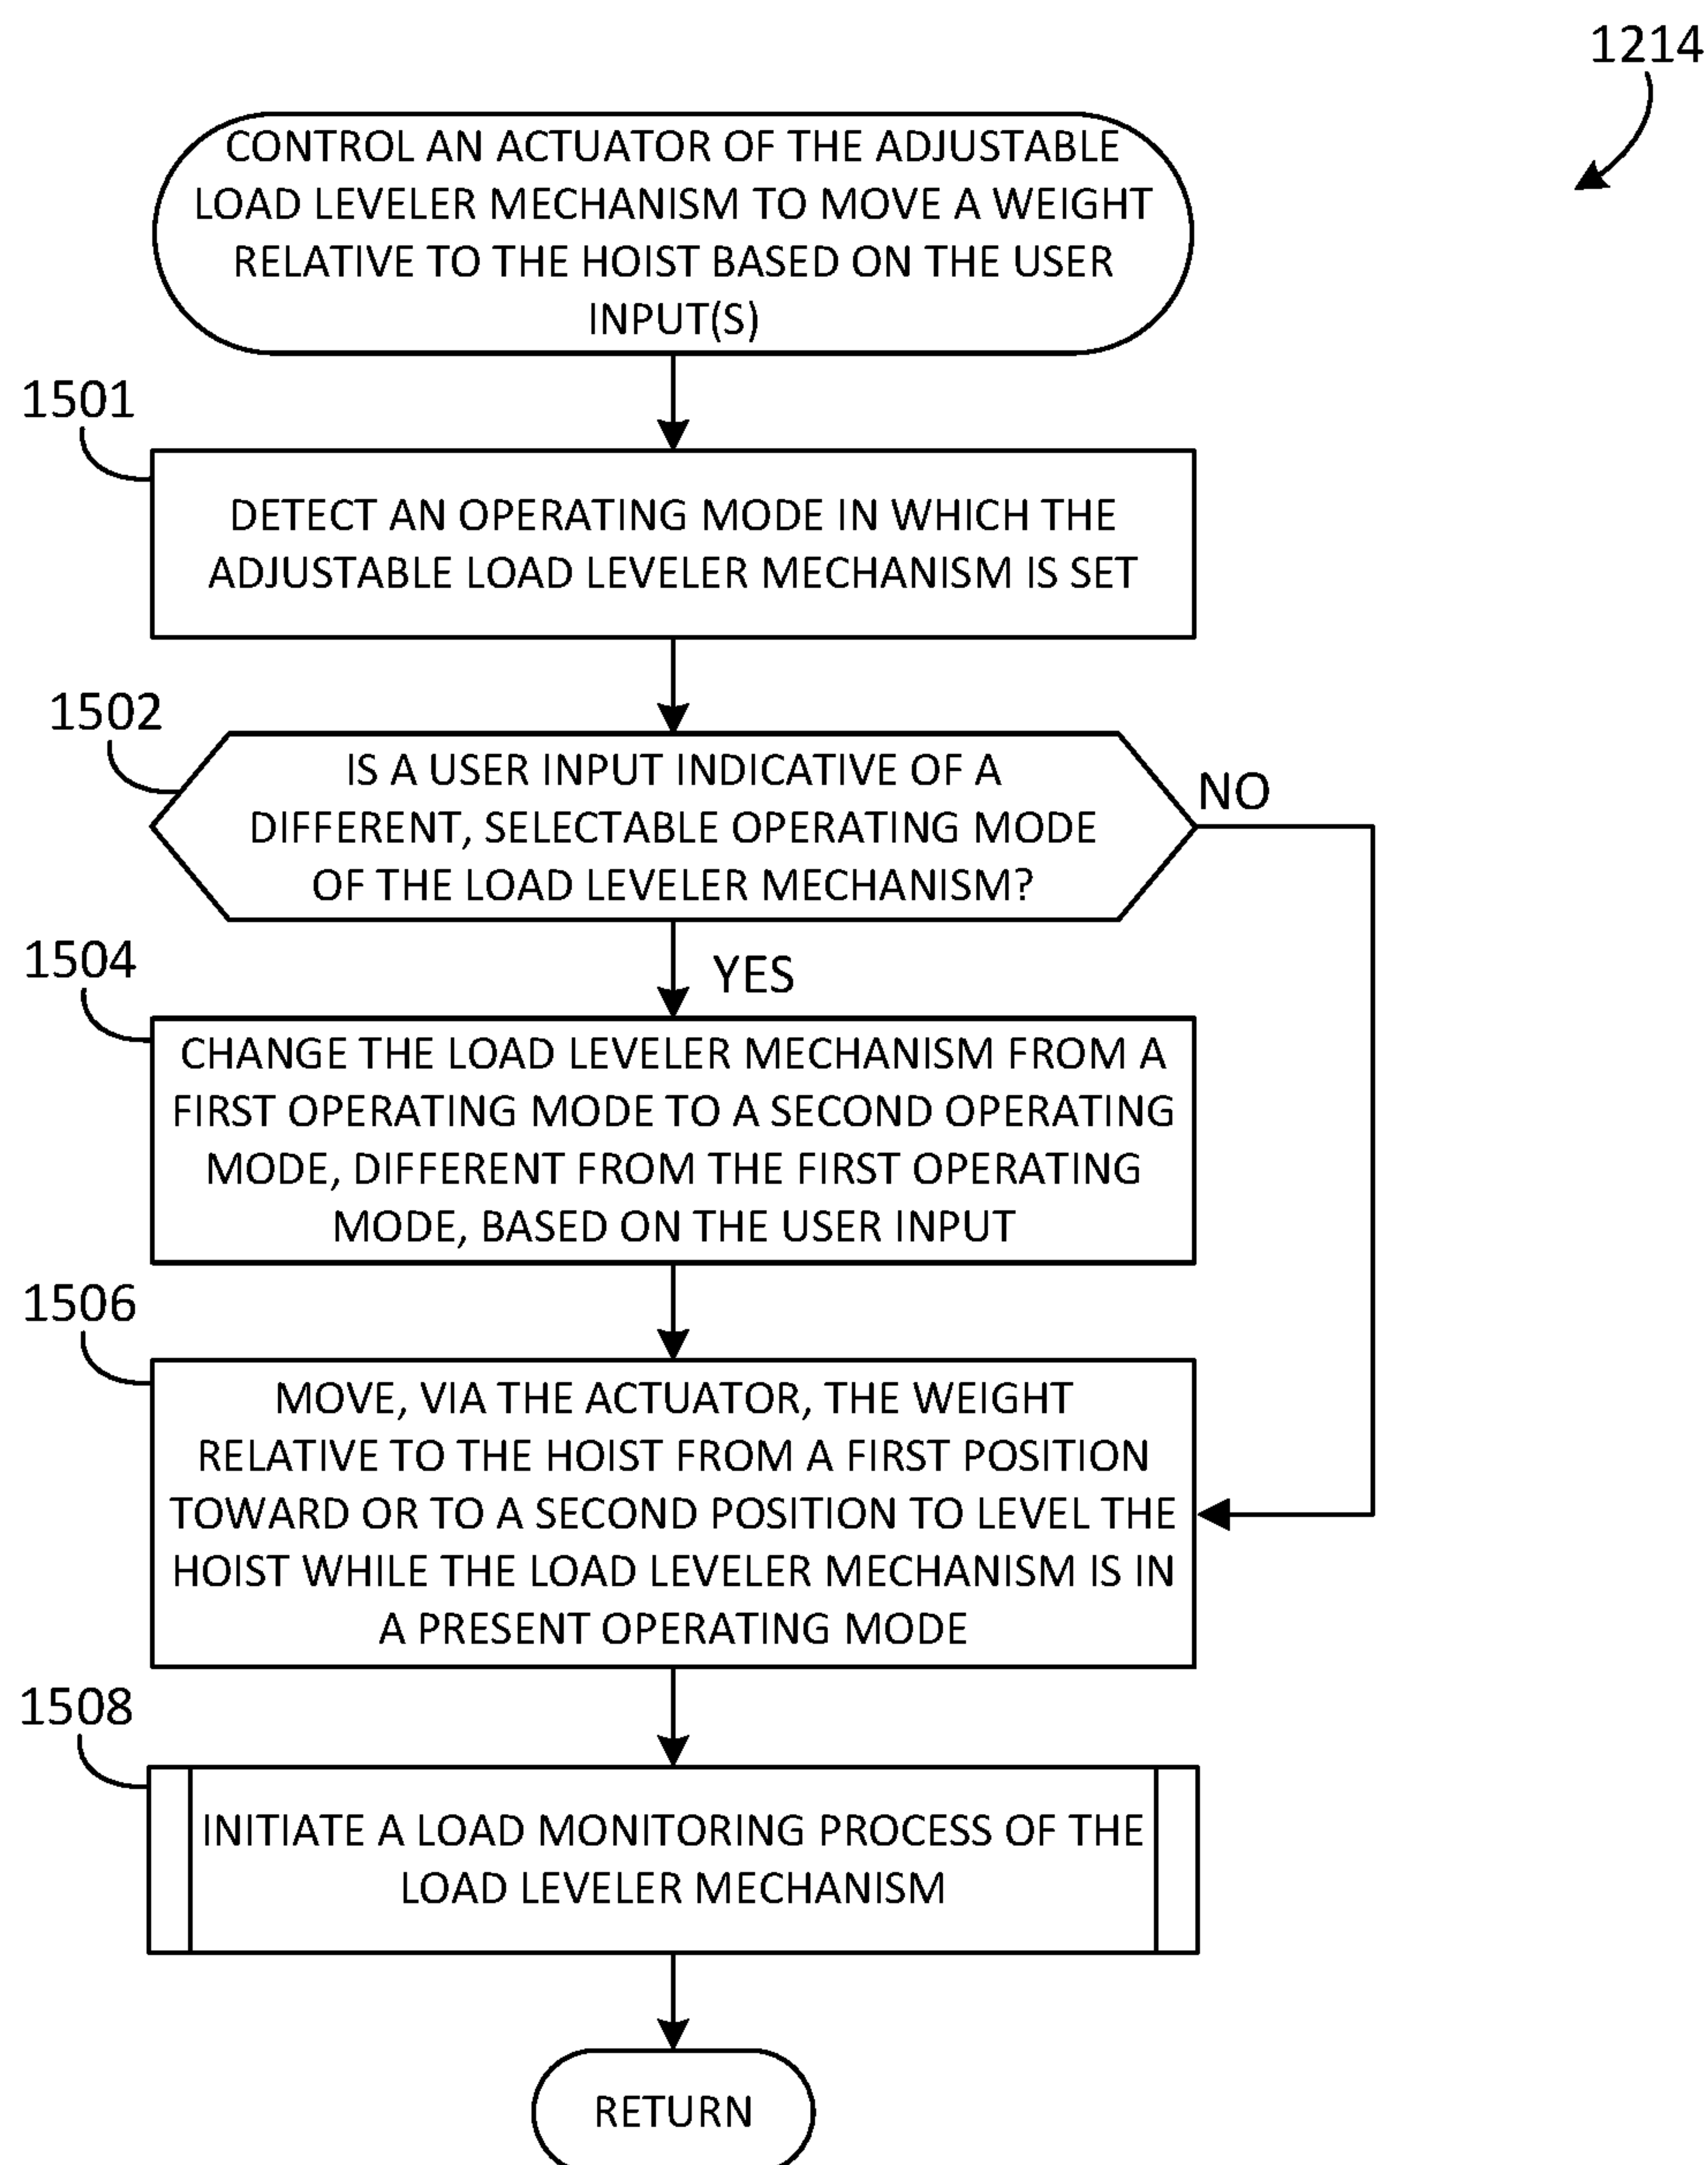 1214
CONTROL AN ACTUATOR OF THE ADJUSTABLE
LOAD LEVELER MECHANISM TO MOVE A WEIGHT
RELATIVE TO THE HOIST BASED ON THE USER
INPUT(S)
1501
DETECT AN OPERATING MODE IN WHICH THE
ADJUSTABLE LOAD LEVELER MECHANISM IS SET
1502
IS A USER INPUT INDICATIVE OF A
DIFFERENT, SELECTABLE OPERATING MODE
OF THE LOAD LEVELER MECHANISM?
NO
YES
1504
CHANGE THE LOAD LEVELER MECHANISM FROM A
FIRST OPERATING MODE TO A SECOND OPERATING
MODE, DIFFERENT FROM THE FIRST OPERATING
MODE, BASED ON THE USER INPUT
1506
MOVE, VIA THE ACTUATOR, THE WEIGHT
RELATIVE TO THE HOIST FROM A FIRST POSITION
TOWARD OR TO A SECOND POSITION TO LEVEL THE
HOIST WHILE THE LOAD LEVELER MECHANISM IS IN
A PRESENT OPERATING MODE
1508
INITIATE A LOAD MONITORING PROCESS OF THE
LOAD LEVELER MECHANISM
RETURN